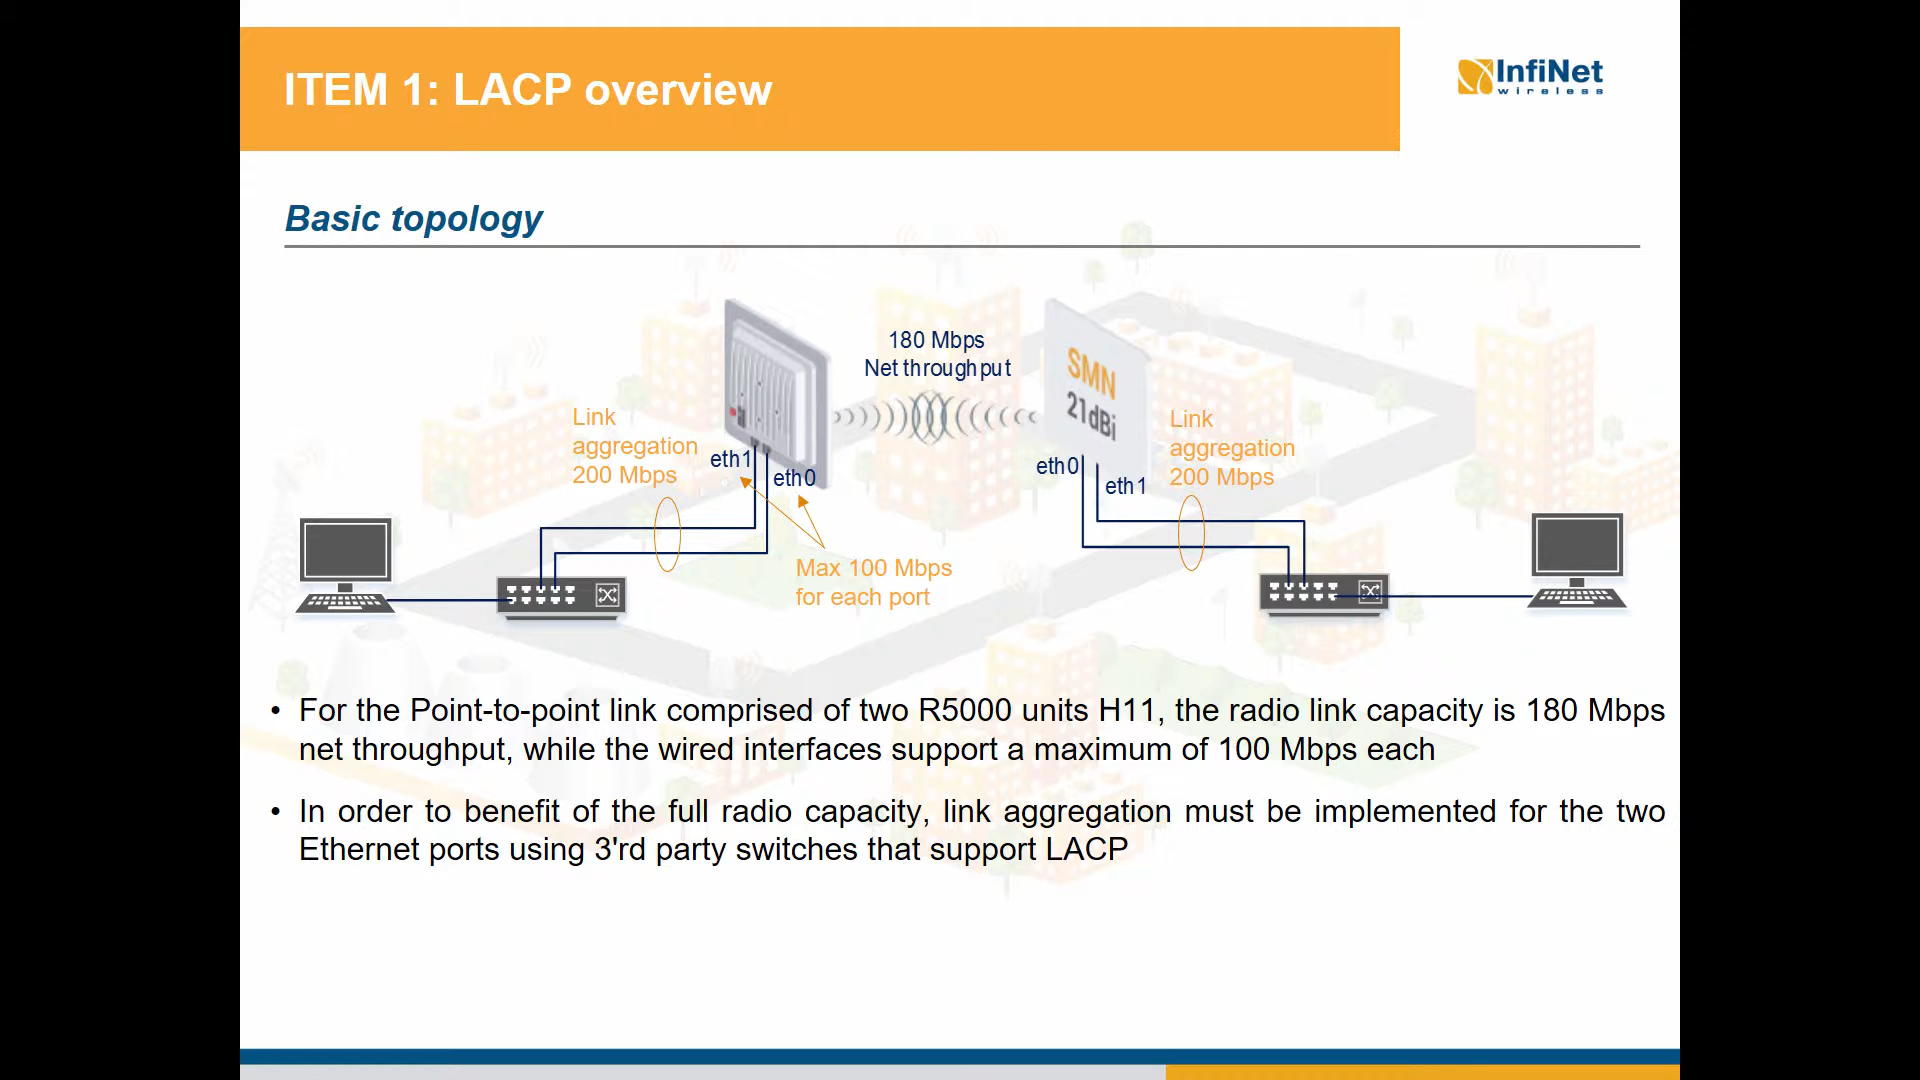 ITEM 1: LACP overview
InfiNet
wireless
Basic topology
180 Mbps
Net throughput
SMN
21dBi
Link
aggregation
200 Mbps
eth1
eth0
eth0
eth1
Link
aggregation
200 Mbps
Max 100 Mbps
for each port
• For the Point-to-point link comprised of two R5000 units H11, the radio link capacity is 180 Mbps
net throughput, while the wired interfaces support a maximum of 100 Mbps each
• In order to benefit of the full radio capacity, link aggregation must be implemented for the two
Ethernet ports using 3'rd party switches that support LACP